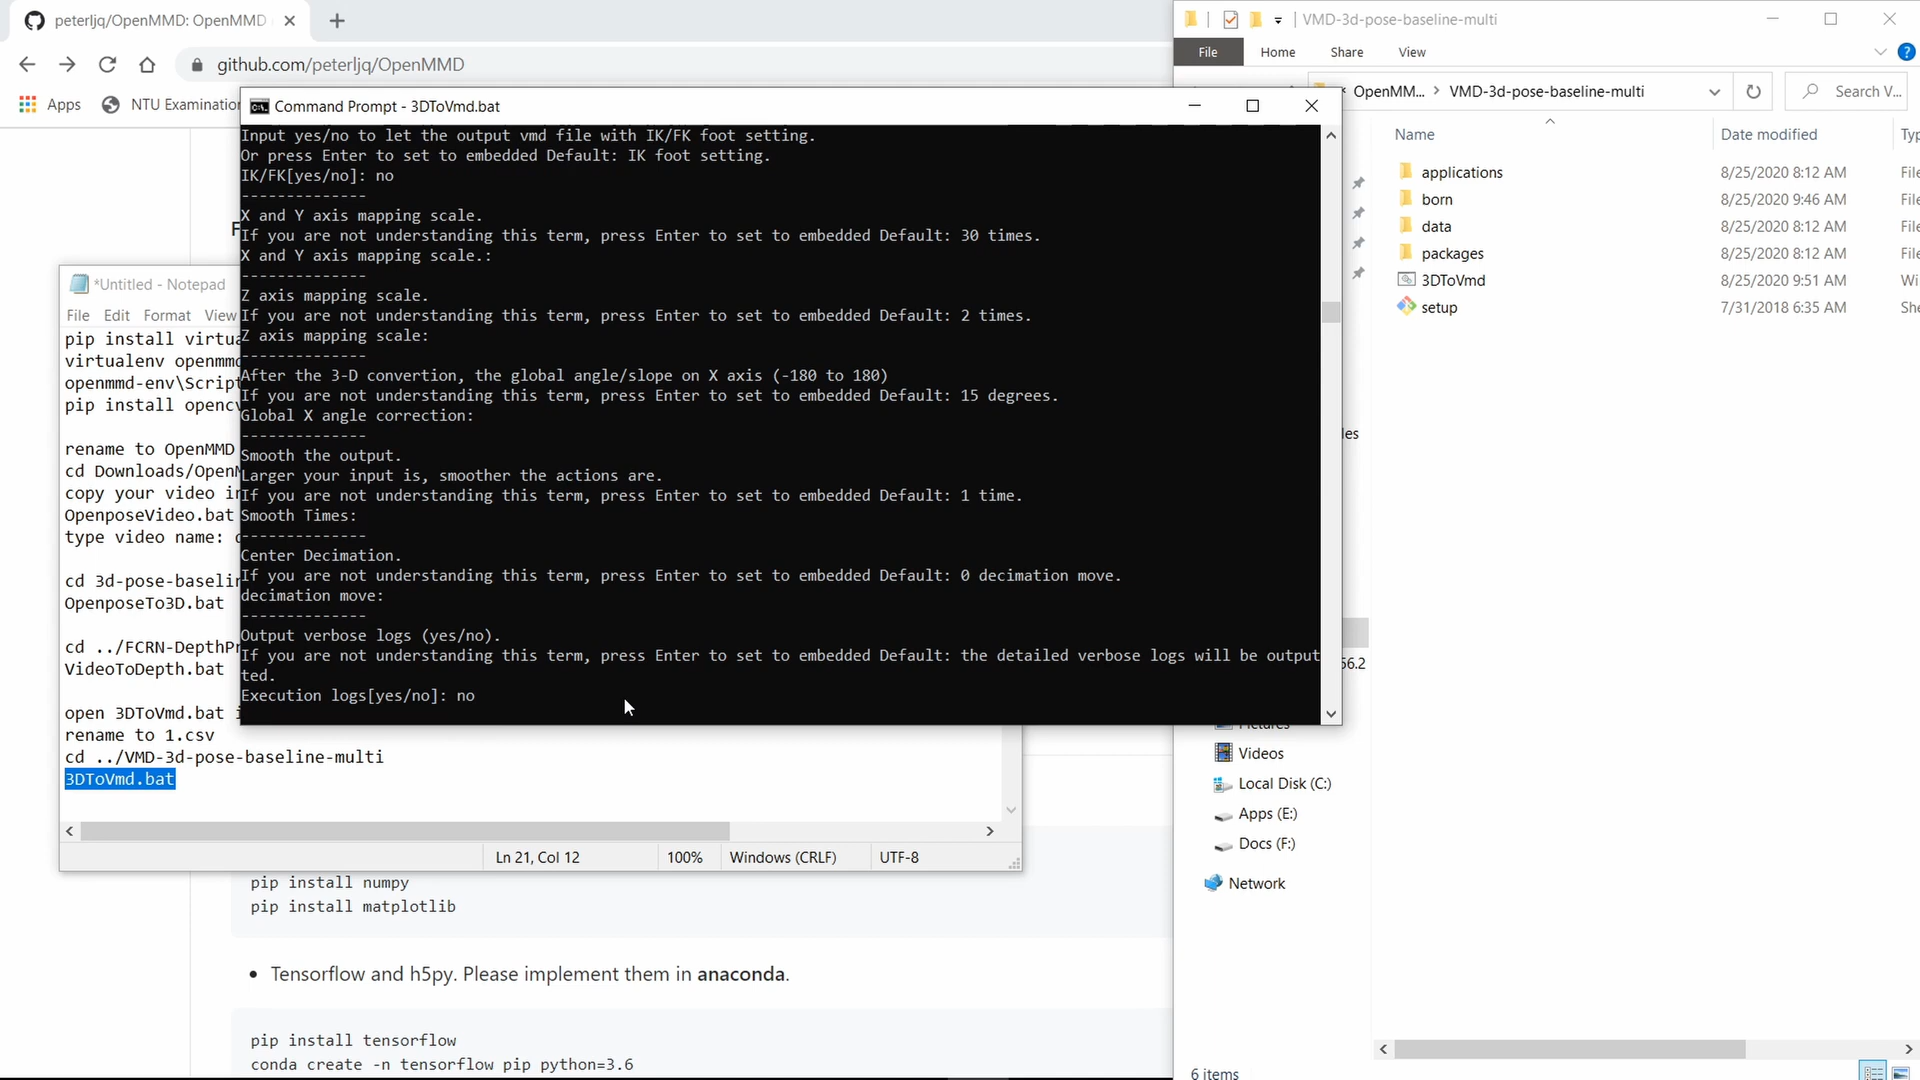 peterljq/OpenMMD: OpenMMD
github.com/peterljq/OpenMMD
Apps
NTU Examination
Command Prompt - 3DToVmd.bat
Input yes/no to let the output vmd file with IK/FK foot setting.
Or press Enter to set to embedded Default: IK foot setting.
IK/FK[yes/no]: no
--------------
X and Y axis mapping scale.
If you are not understanding this term, press Enter to set to embedded Default: 30 times.
X and Y axis mapping scale.:
--------------
Z axis mapping scale.
If you are not understanding this term, press Enter to set to embedded Default: 2 times.
Z axis mapping scale:
--------------
After the 3-D convertion, the global angle/slope on X axis (-180 to 180)
If you are not understanding this term, press Enter to set to embedded Default: 15 degrees.
Global X angle correction:
--------------
Smooth the output.
Larger your input is, smoother the actions are.
If you are not understanding this term, press Enter to set to embedded Default: 1 time.
Smooth Times:
--------------
Center Decimation.
If you are not understanding this term, press Enter to set to embedded Default: 0 decimation move.
decimation move:
--------------
Output verbose logs (yes/no).
If you are not understanding this term, press Enter to set to embedded Default: the detailed verbose logs will be output
ted.
Execution logs[yes/no]: no
*Untitled - Notepad
File Edit Format View
pip install virtua
virtualenv openmmd
openmmd-env\Script
pip install opencv
rename to OpenMMD
cd Downloads/OpenM
copy your video in
OpenposeVideo.bat
type video name:
cd 3d-pose-baselin
OpenposeTo3D.bat
cd ../FCRN-DepthPr
VideoToDepth.bat
open 3DToVmd.bat i
rename to 1.csv
cd ../VMD-3d-pose-baseline-multi
3DToVmd.bat
Ln 21, Col 12
100%
Windows (CRLF)
UTF-8
pip install numpy
pip install matplotlib
Tensorflow and h5py. Please implement them in anaconda.
pip install tensorflow
conda create -n tensorflow pip python=3.6
VMD-3d-pose-baseline-multi
File Home Share View
OpenMM... VMD-3d-pose-baseline-multi
Search V...
Name Date modified Typ
applications 8/25/2020 8:12 AM File
born 8/25/2020 9:46 AM File
data 8/25/2020 8:12 AM File
packages 8/25/2020 8:12 AM File
3DToVmd 8/25/2020 9:51 AM Wi
setup 7/31/2018 6:35 AM She
les
56.2
Pictures
Videos
Local Disk (C:)
Apps (E:)
Docs (F:)
Network
6 items